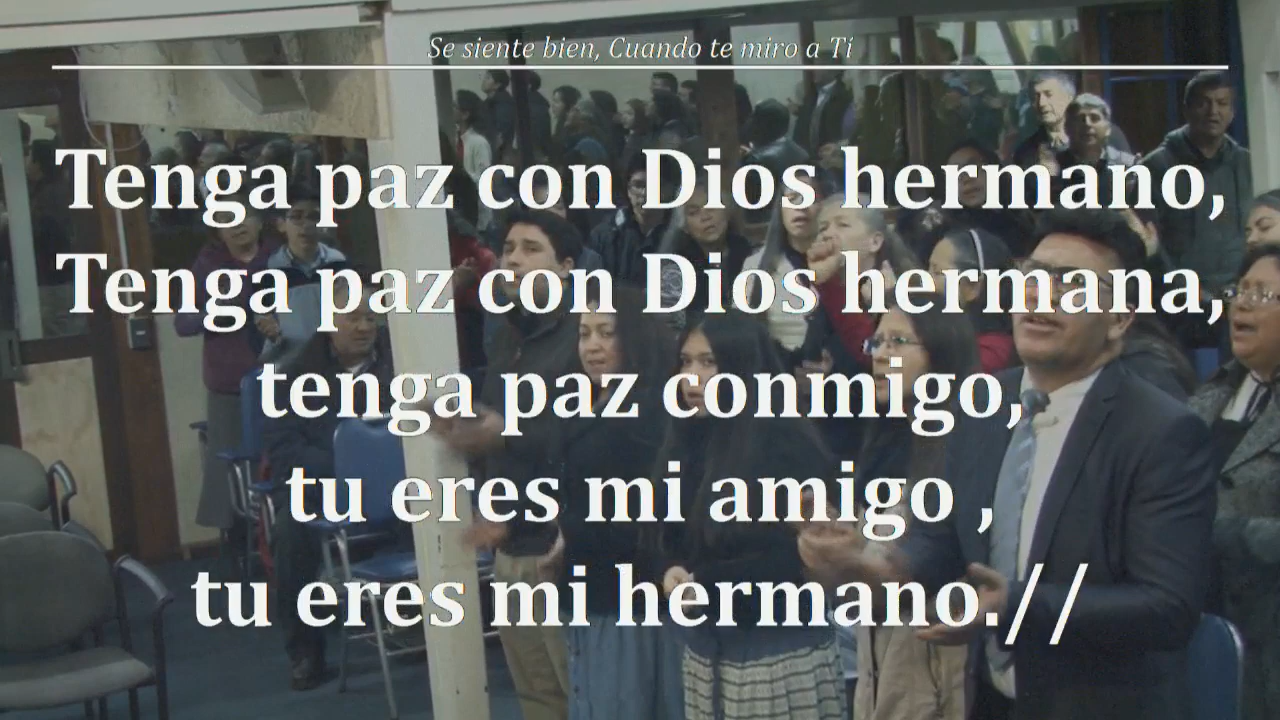 Se siente bien, Cuando te miro a Tí
Tenga paz con Dios hermano,
Tenga paz con Dios hermana,
tenga paz conmigo,
tu eres mi amigo ,
tu eres mi hermano.//